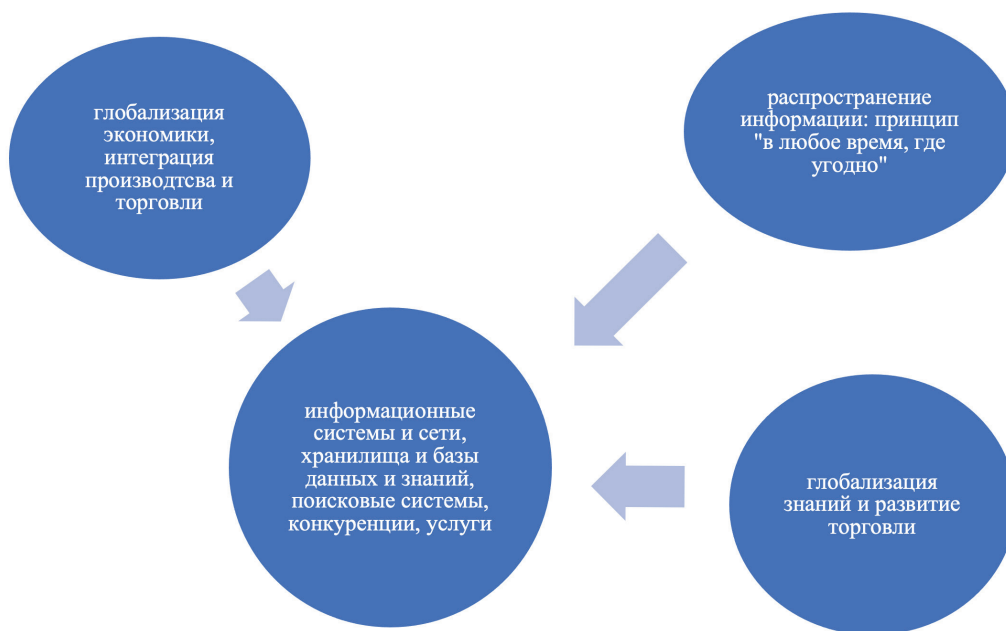 глобализация
экономики,
интеграция
производтсва и
торговли
распространение
информации: принцип
"в любое время, где
угодно"
информационные
системы и сети,
хранилища и базы
данных и знаний,
поисковые системы,
конкуренции, услуги
глобализация
знаний и развитие
торговли